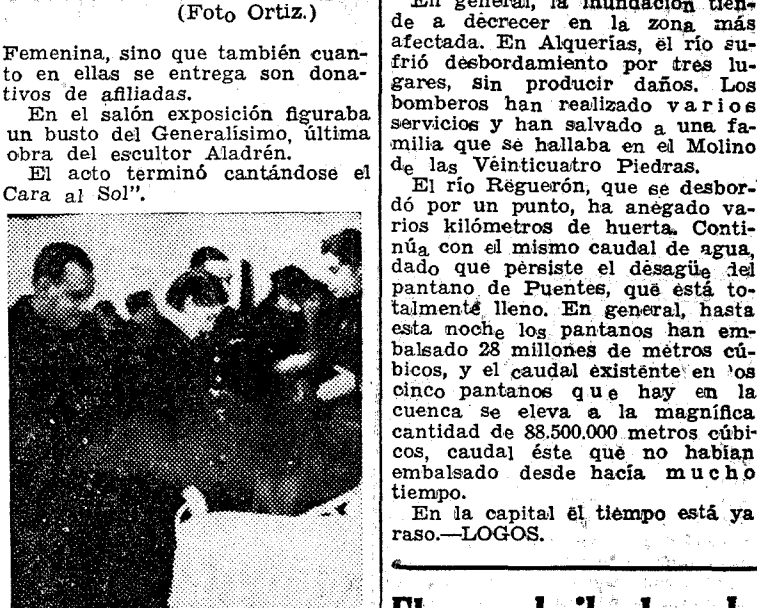 (Foto Ortiz.)
Femenina, sino que también cuan-
to en ellas se entrega son dona-
tivos de afiliadas.
En el salón exposición figuraba
un busto del Generalísimo, última
obra del escultor Aladrén.
El acto terminó cantándose el
Cara al Sol".
En general, la inundación tien-
de a decrecer en la zona más
afectada. En Alquerías, el río su-
frió desbordamiento por tres lu-
gares, sin producir daños. Los
bomberos han realizado varios
servicios y han salvado a una fa-
milia que se hallaba en el Molino
de las Veinticuatro Piedras.
El río Reguerón, que se desbor-
dó por un punto, ha anegado va-
rios kilómetros de huerta. Conti-
núa con el mismo caudal de agua,
dado que persiste el desagüe del
pantano de Puentes, que está to-
talmente lleno. En general, hasta
esta noche los pantanos han em-
balsado 28 millones de metros cú-
bicos, y el caudal existente en los
cinco pantanos que hay en la
cuenca se eleva a la magnífica
cantidad de 88.500.000 metros cúbi-
cos, caudal éste que no habían
embalsado desde hacía mucho
tiempo.
En la capital el tiempo está ya
raso.—LOGOS.